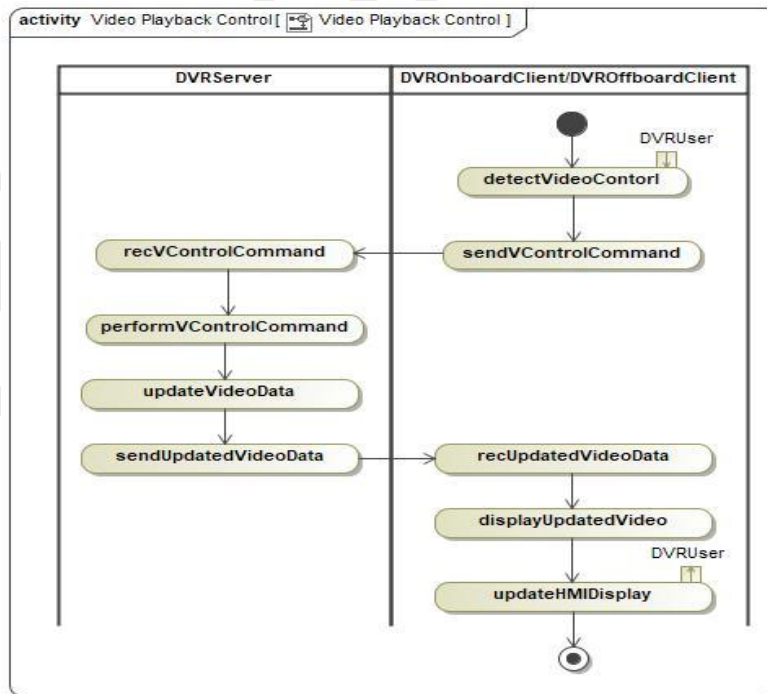 activity Video Playback Control [ Video Playback Control ]
DVRServer
DVROnboardClient/DVROffboardClient
DVRUser
detectVideoContorl
recVControlCommand
sendVControlCommand
performVControlCommand
updateVideoData
sendUpdatedVideoData
recUpdatedVideoData
displayUpdatedVideo
DVRUser
updateHMIDisplay